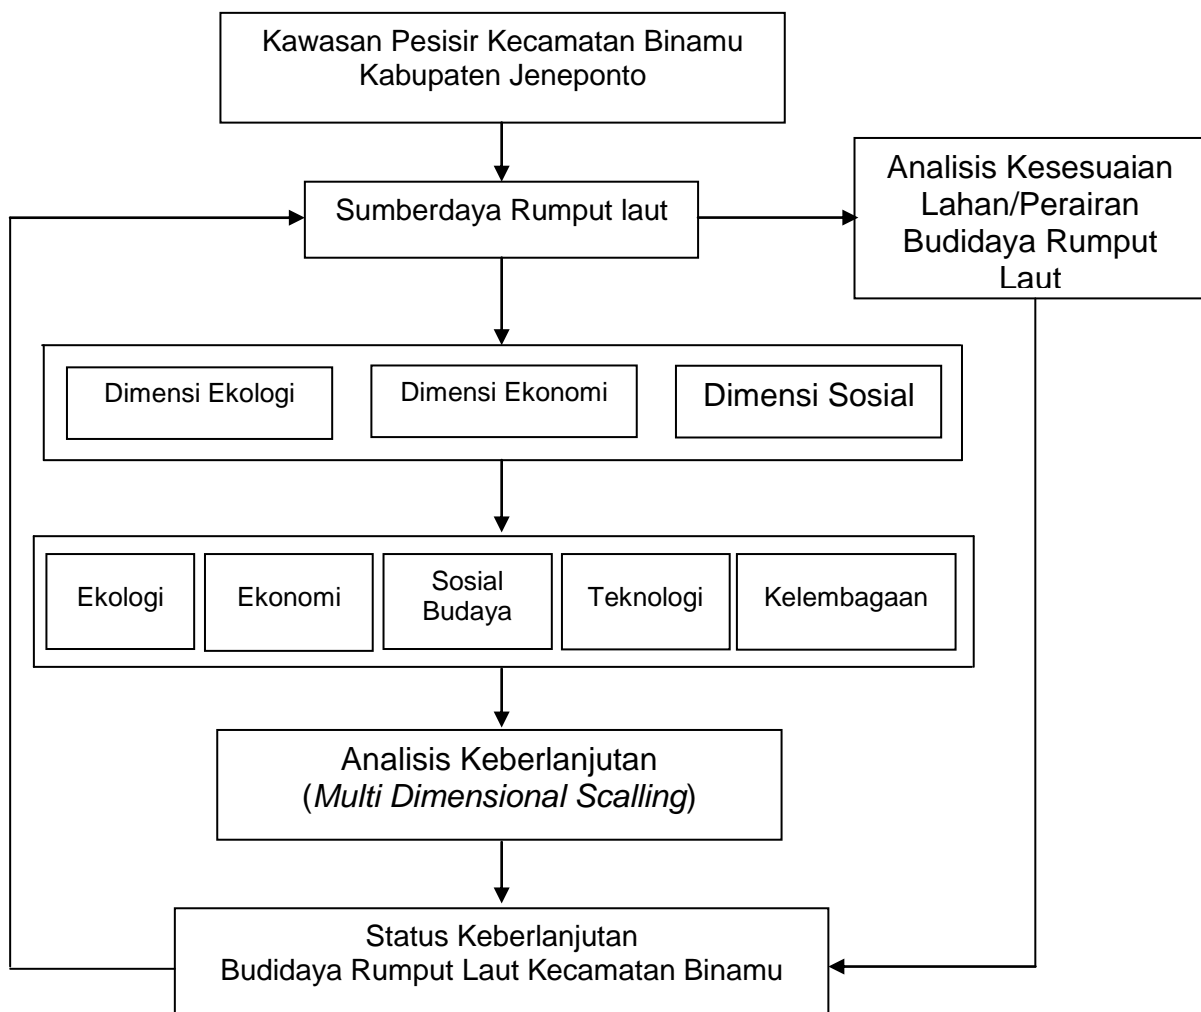 Kawasan Pesisir Kecamatan Binamu
Kabupaten Jeneponto
Analisis Kesesuaian
Lahan/Perairan
Budidaya Rumput
Laut
Sumberdaya Rumput laut
Dimensi Ekologi
Dimensi Ekonomi
Dimensi Sosial
Ekologi
Ekonomi
Sosial
Budaya
Teknologi
Kelembagaan
Analisis Keberlanjutan
(Multi Dimensional Scalling)
Status Keberlanjutan
Budidaya Rumput Laut Kecamatan Binamu